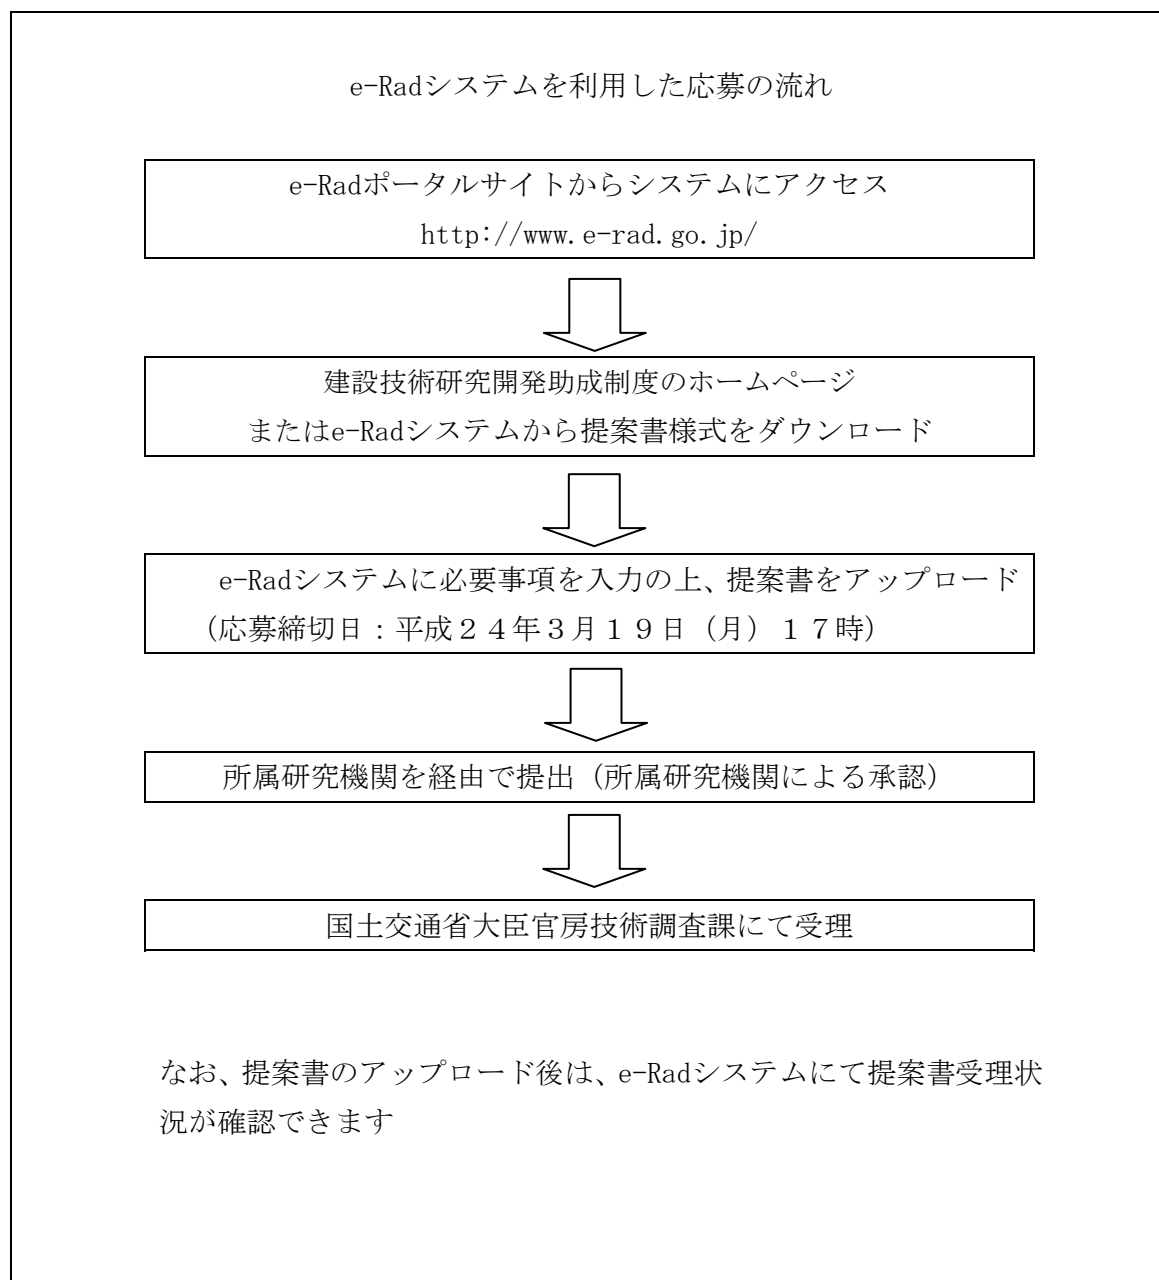 e-Radシステムを利用した応募の流れ
e-Radポータルサイトからシステムにアクセス
http://www.e-rad.go.jp/
建設技術研究開発助成制度のホームページ
またはe-Radシステムから提案書様式をダウンロード
e-Radシステムに必要事項を入力の上、提案書をアップロード
（応募締切日：平成２４年３月１９日（月）１７時）
所属研究機関を経由で提出（所属研究機関による承認）
国土交通省大臣官房技術調査課にて受理
なお、提案書のアップロード後は、e-Radシステムにて提案書受理状
況が確認できます